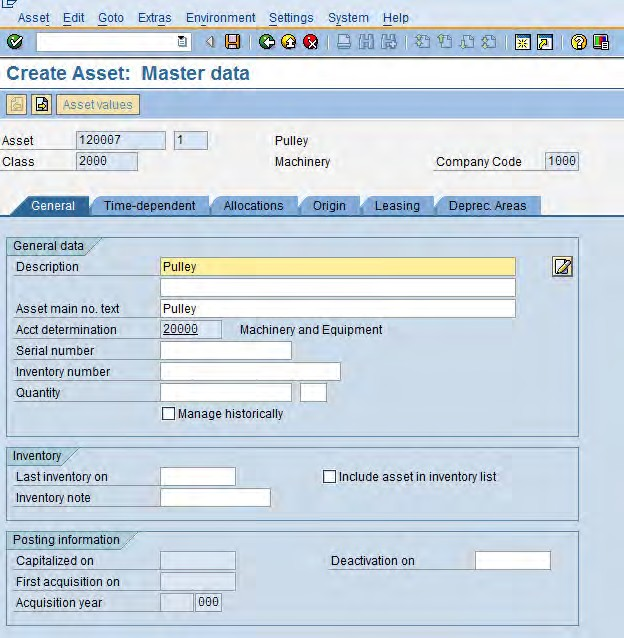 Asset Edit Goto Extras Environment Settings System Help
Create Asset: Master data
Asset values
Asset 120007 1 Pulley
Class 2000 Machinery Company Code 1000
General Time-dependent Allocations Origin Leasing Deprec. Areas
General data
Description Pulley
Asset main no. text Pulley
Acct determination 20000 Machinery and Equipment
Serial number
Inventory number
Quantity
Manage historically
Inventory
Last inventory on Include asset in inventory list
Inventory note
Posting information
Capitalized on Deactivation on
First acquisition on
Acquisition year 000